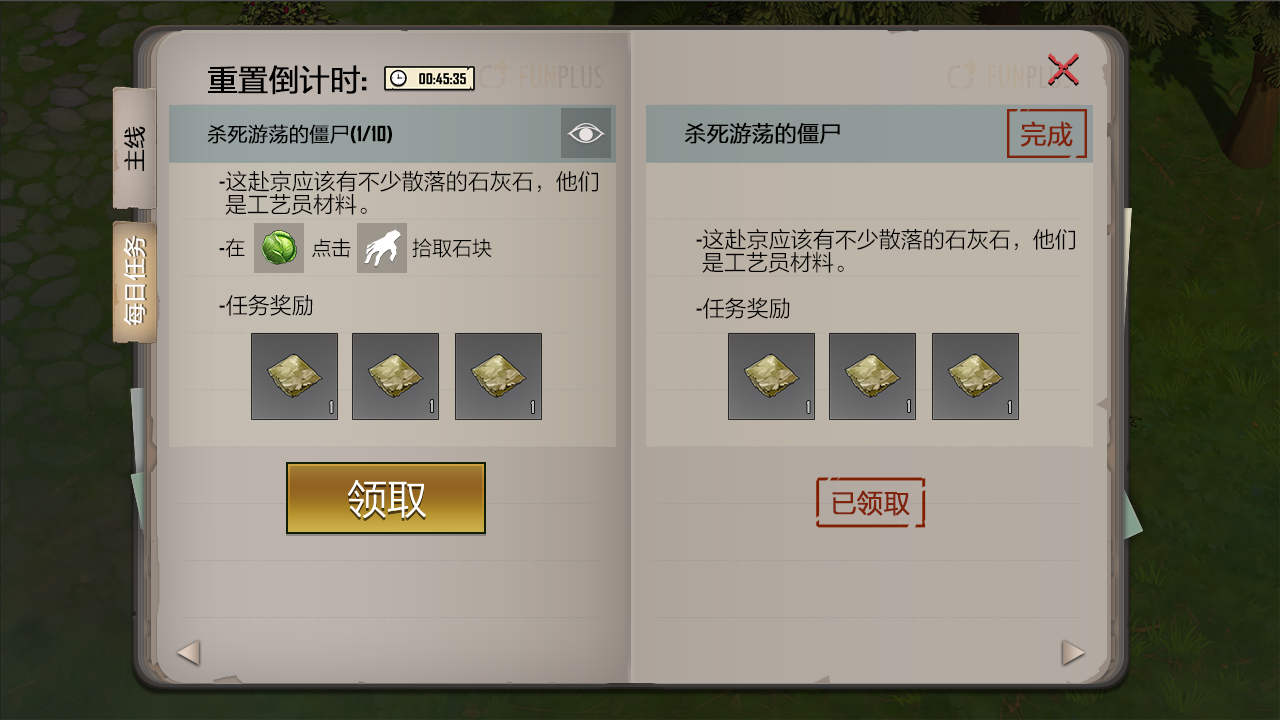 重置倒计时:
00:45:35
FUNPLUS
主线
每日任务
杀死游荡的僵尸(1/10)
-这赴京应该有不少散落的石灰石，他们
是工艺员材料。
-在 点击 拾取石块
-任务奖励
1 1 1
领取
杀死游荡的僵尸
完成
-这赴京应该有不少散落的石灰石，他们
是工艺员材料。
-任务奖励
1 1 1
已领取